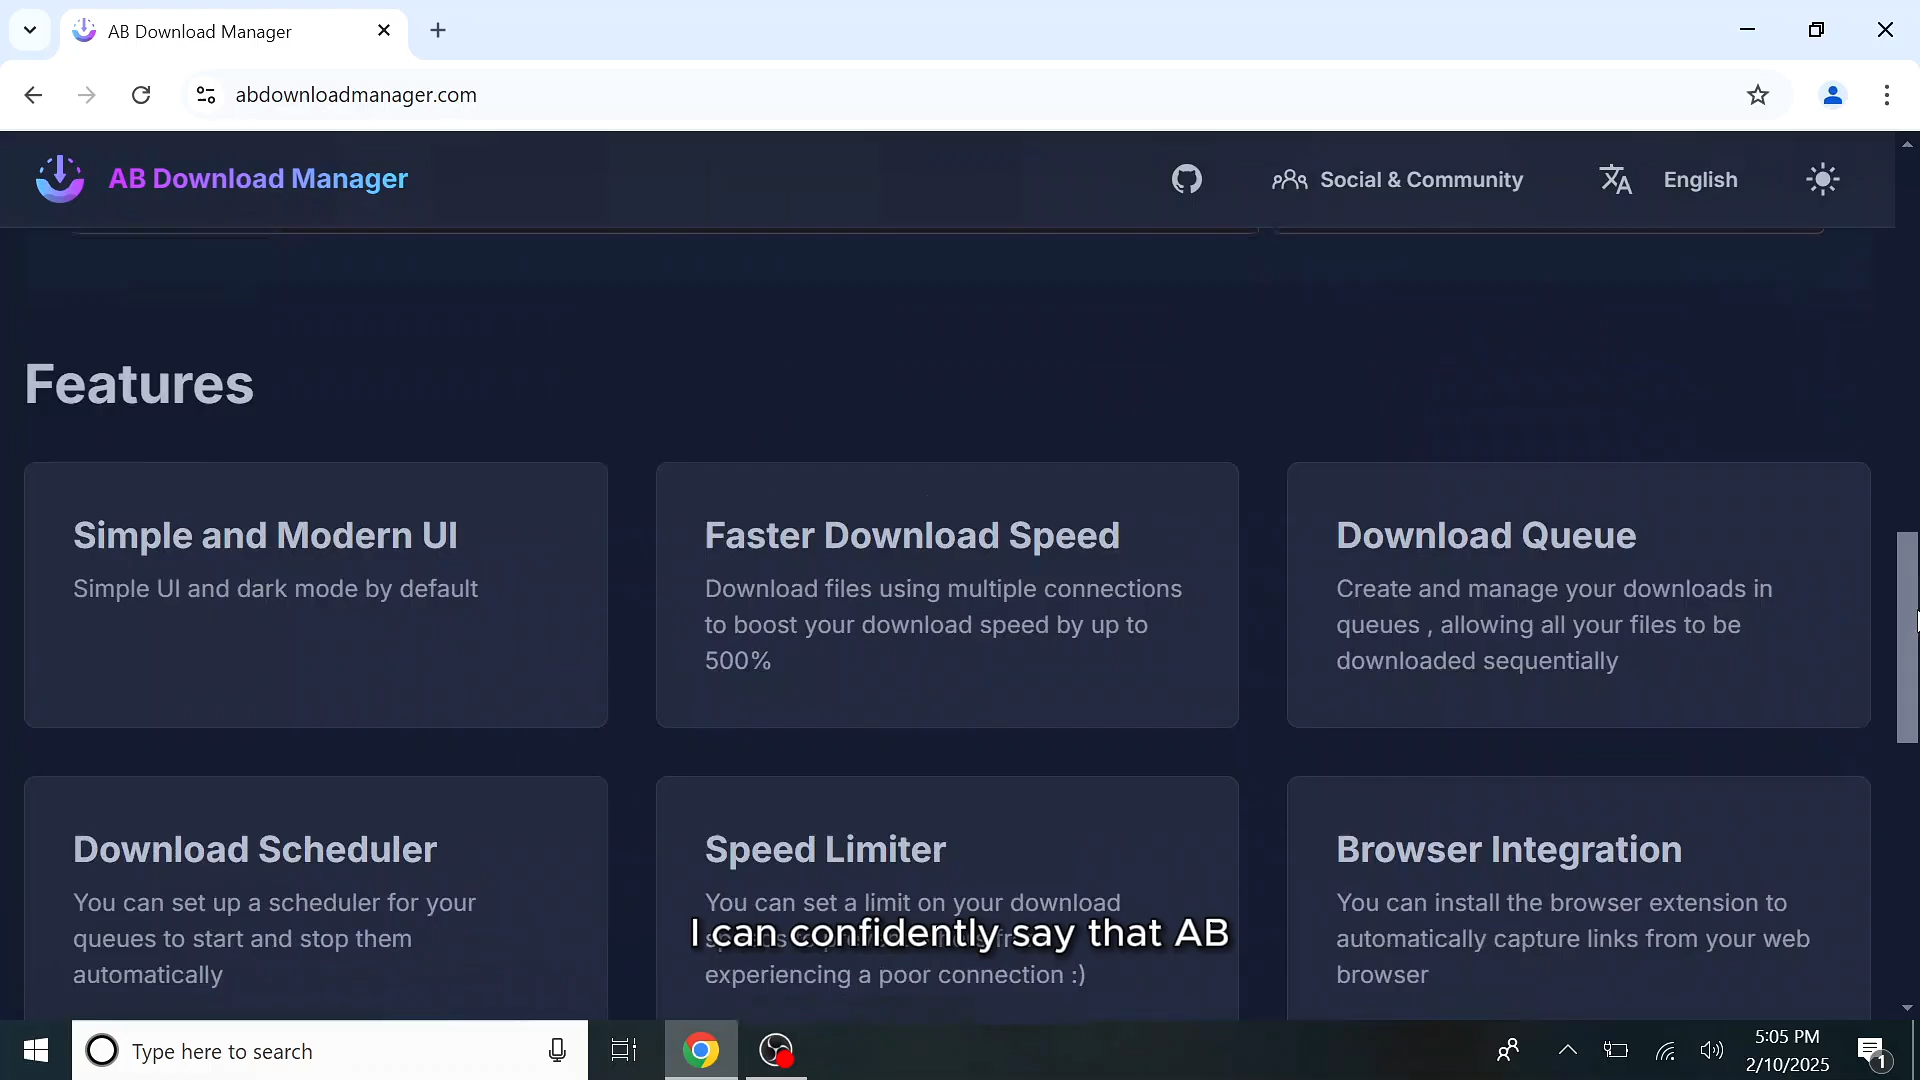 AB Download Manager
abdownloadmanager.com
AB Download Manager
Social & Community
English
Features
Simple and Modern UI
Simple UI and dark mode by default
Faster Download Speed
Download files using multiple connections
to boost your download speed by up to
500%
Download Queue
Create and manage your downloads in
queues , allowing all your files to be
downloaded sequentially
Download Scheduler
You can set up a scheduler for your
queues to start and stop them
automatically
Speed Limiter
You can set a limit on your download
experiencing a poor connection :)
I can confidently say that AB
Browser Integration
You can install the browser extension to
automatically capture links from your web
browser
Type here to search
5:05 PM
2/10/2025
1